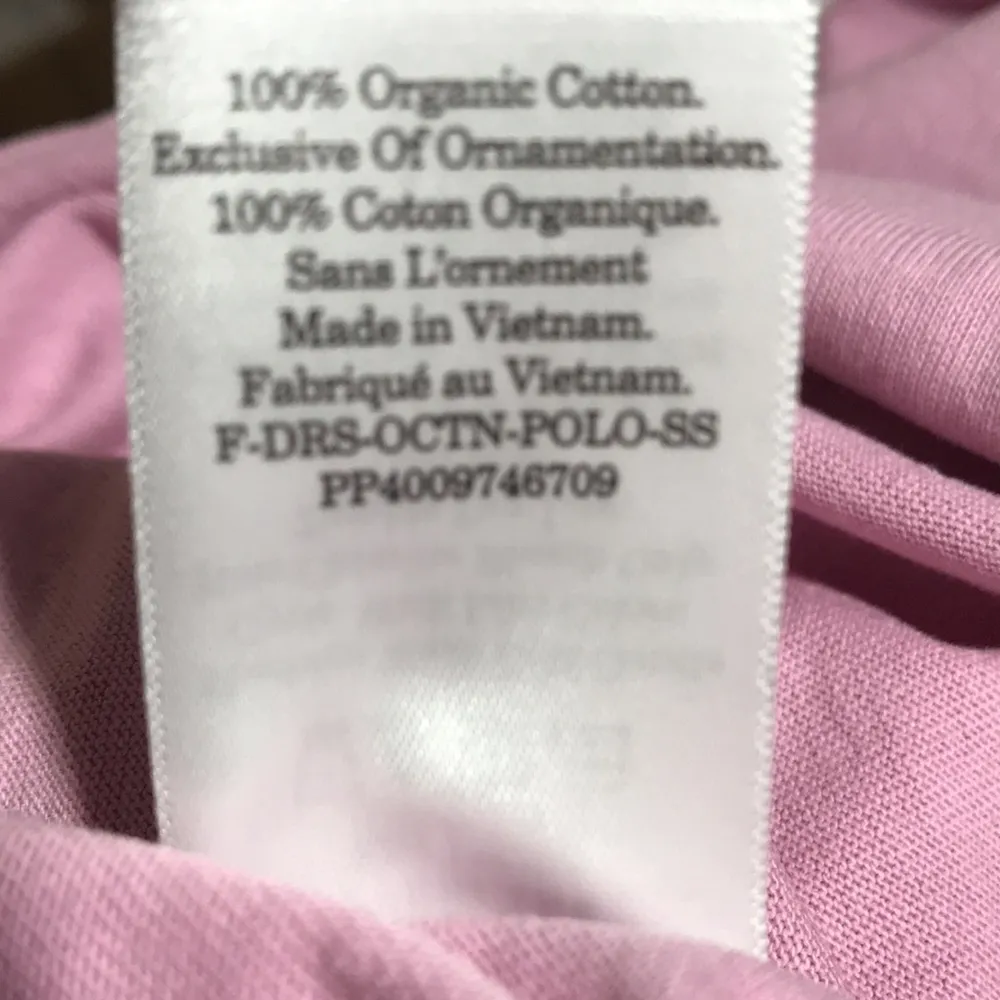 100% Organic Cotton.
Exclusive Of Ornamentation.
100% Coton Organique.
Sans L'ornement
Made in Vietnam.
Fabriqué au Vietnam.
F-DRS-OCTN-POLO-SS
PP4009746709